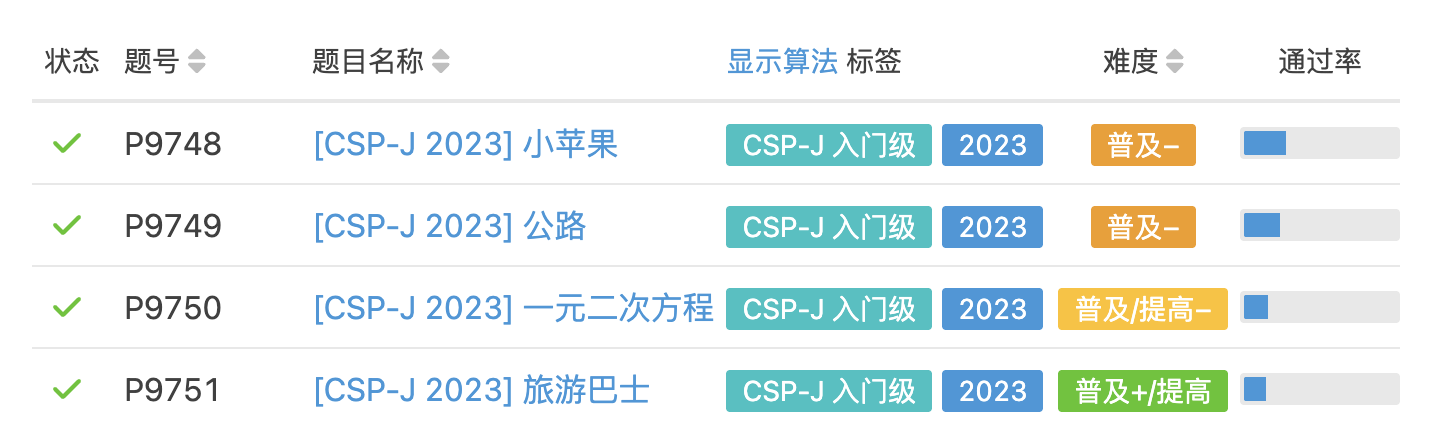 状态 题号 题目名称 显示算法 标签 难度 通过率
P9748 [CSP-J 2023] 小苹果 CSP-J 入门级 2023 普及−
P9749 [CSP-J 2023] 公路 CSP-J 入门级 2023 普及−
P9750 [CSP-J 2023] 一元二次方程 CSP-J 入门级 2023 普及/提高−
P9751 [CSP-J 2023] 旅游巴士 CSP-J 入门级 2023 普及+/提高